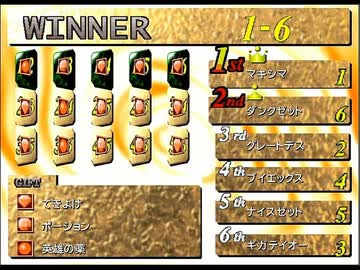 WINNER
1-6
1st マキシマ 1
2nd タンクセット 6
3rd グレートデス 2
4th ブイエックス 4
5th ナイスセット 5
6th ギガデイオー 3
GIFT
てきよけ
ポーション
英雄の薬